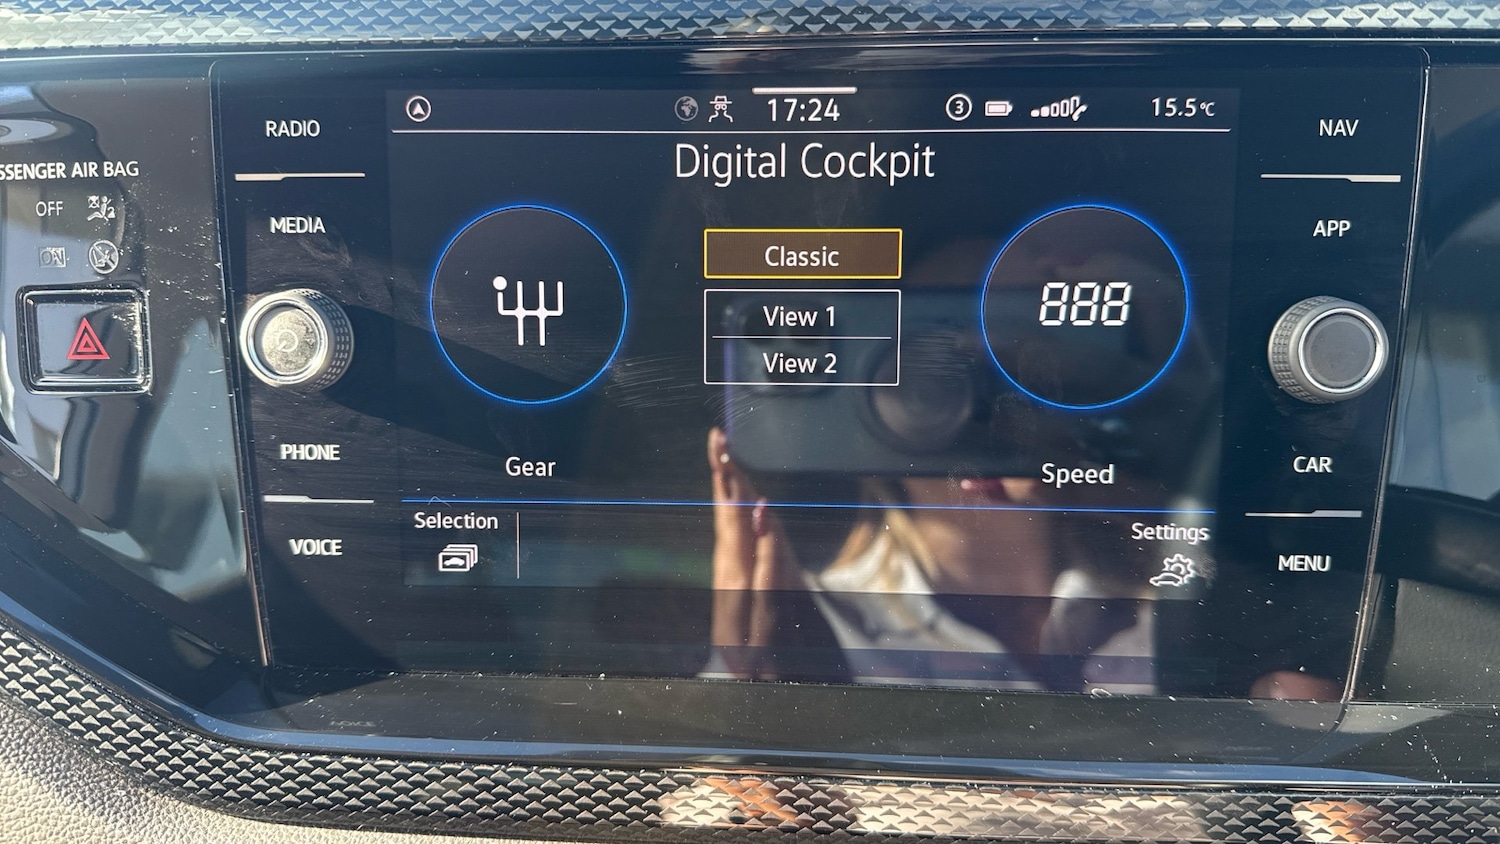 RADIO
MEDIA
PHONE
VOICE
SSENGER AIR BAG
OFF
ON
17:24
3
15.5°C
Digital Cockpit
Classic
View 1
View 2
888
Gear
Speed
Selection
Settings
NAV
APP
CAR
MENU